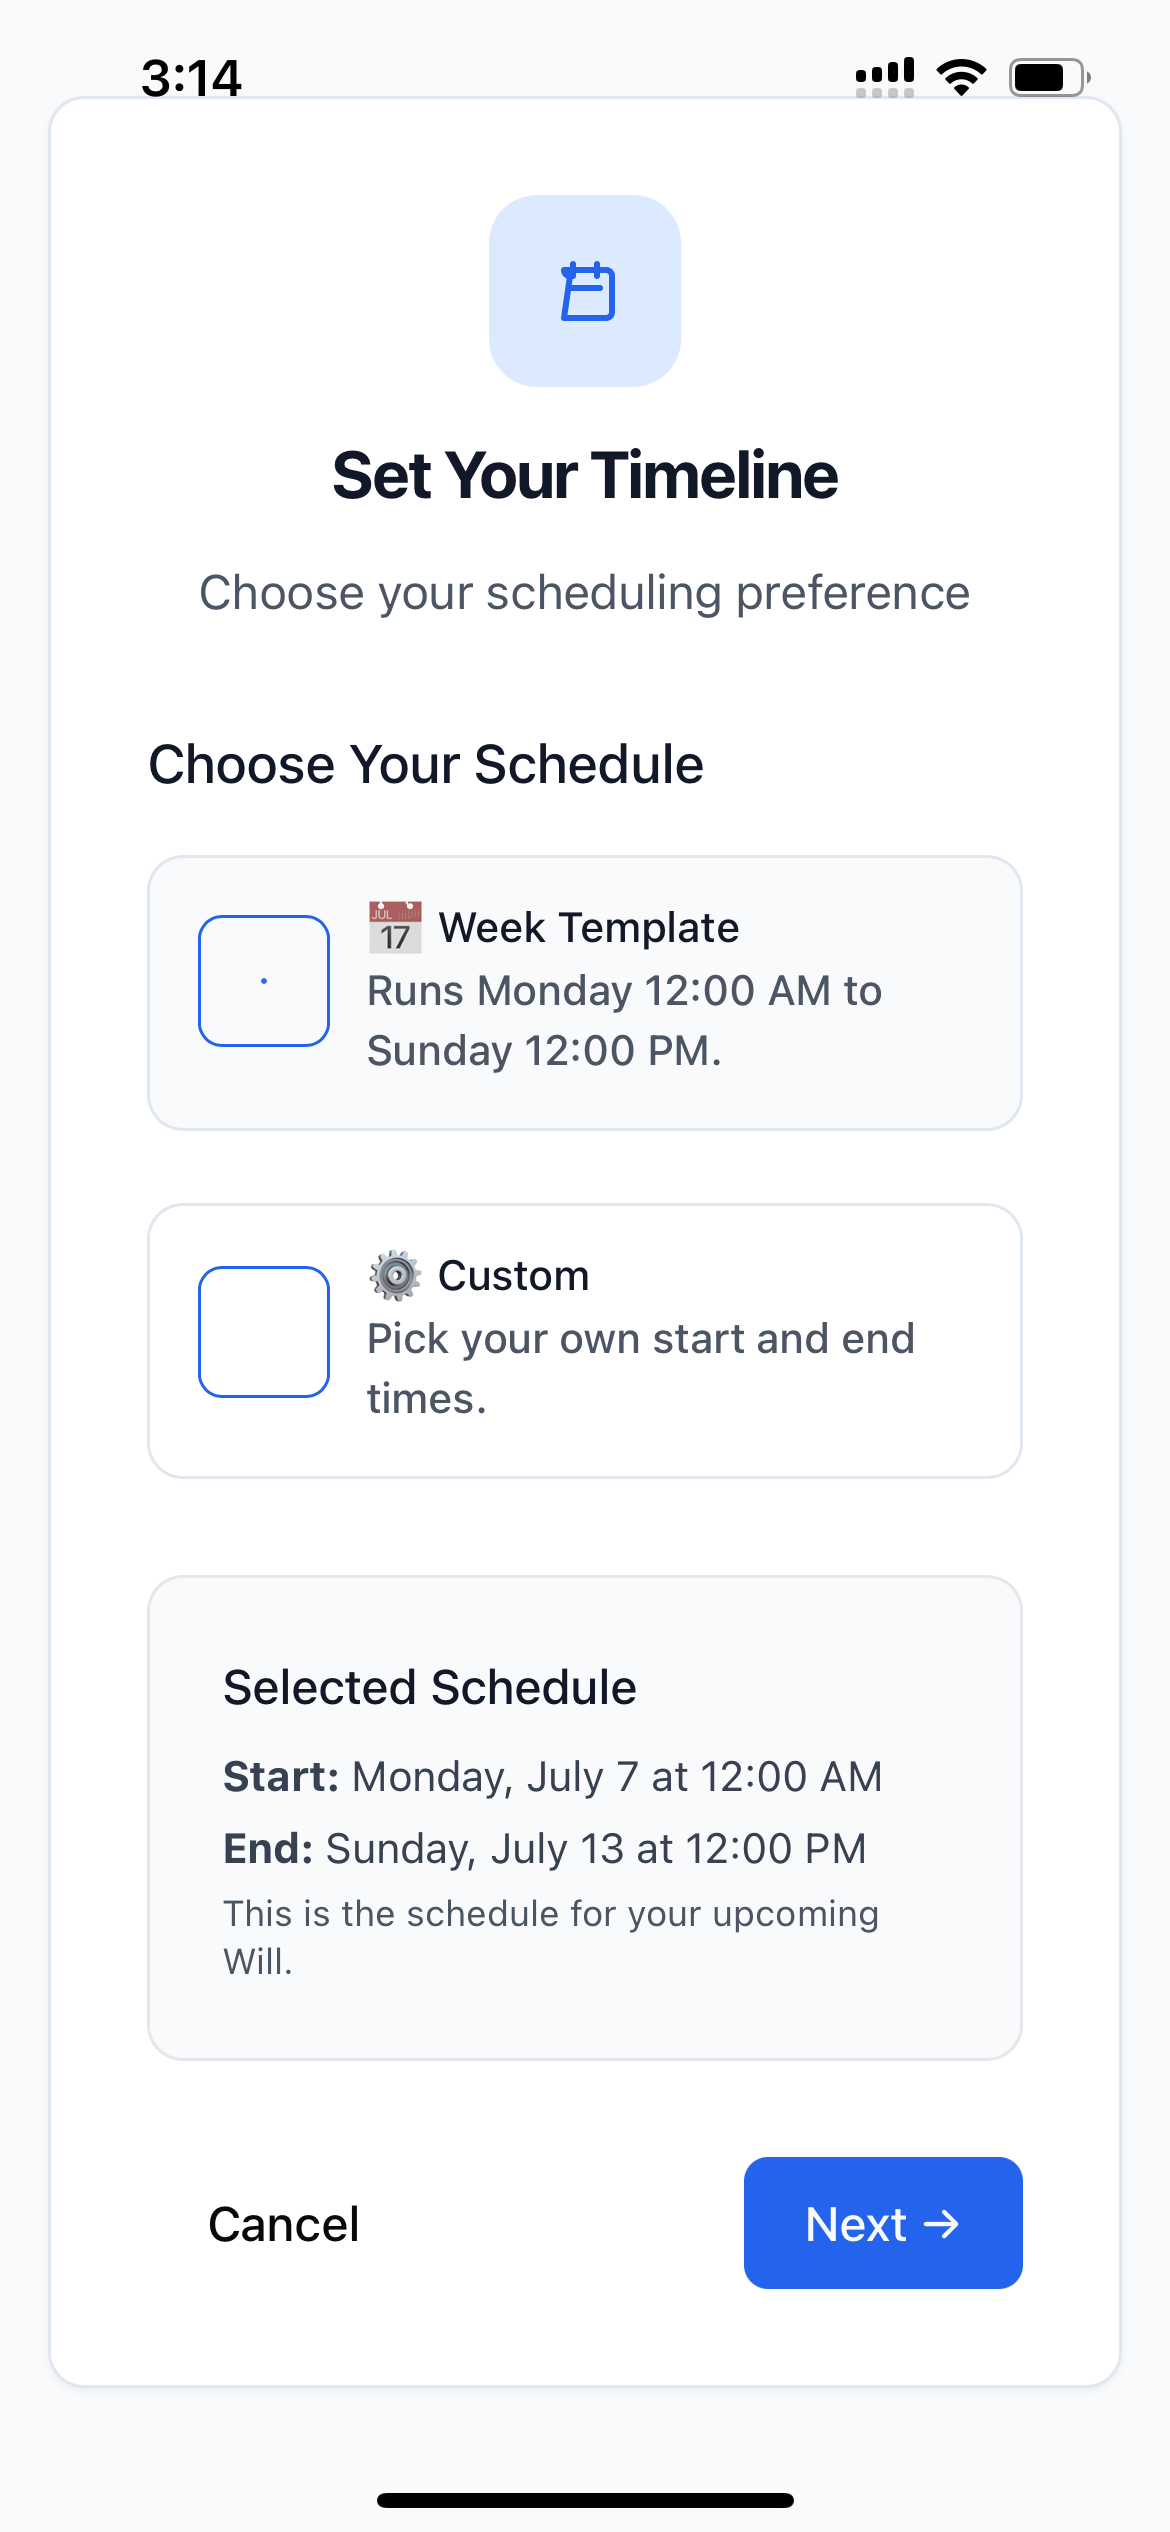 3:14
Set Your Timeline
Choose your scheduling preference
Choose Your Schedule
📅 Week Template
Runs Monday 12:00 AM to
Sunday 12:00 PM.
⚙️ Custom
Pick your own start and end
times.
Selected Schedule
Start: Monday, July 7 at 12:00 AM
End: Sunday, July 13 at 12:00 PM
This is the schedule for your upcoming
Will.
Cancel
Next →